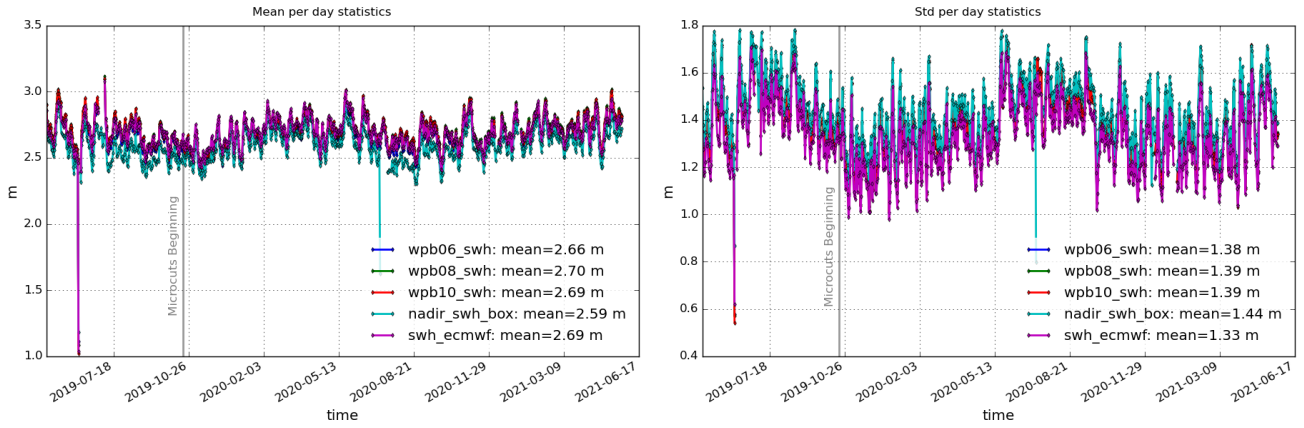 Mean per day statistics
3.5
3.0
2.5
2.0
1.5
1.0
m
Microcuts Beginning
wpb06_swh: mean=2.66 m
wpb08_swh: mean=2.70 m
wpb10_swh: mean=2.69 m
nadir_swh_box: mean=2.59 m
swh_ecmwf: mean=2.69 m
2019-07-18
2019-10-26
2020-02-03
2020-05-13
2020-08-21
2020-11-29
2021-03-09
2021-06-17
time
Std per day statistics
1.8
1.6
1.4
1.2
1.0
0.8
0.6
0.4
m
Microcuts Beginning
wpb06_swh: mean=1.38 m
wpb08_swh: mean=1.39 m
wpb10_swh: mean=1.39 m
nadir_swh_box: mean=1.44 m
swh_ecmwf: mean=1.33 m
2019-07-18
2019-10-26
2020-02-03
2020-05-13
2020-08-21
2020-11-29
2021-03-09
2021-06-17
time